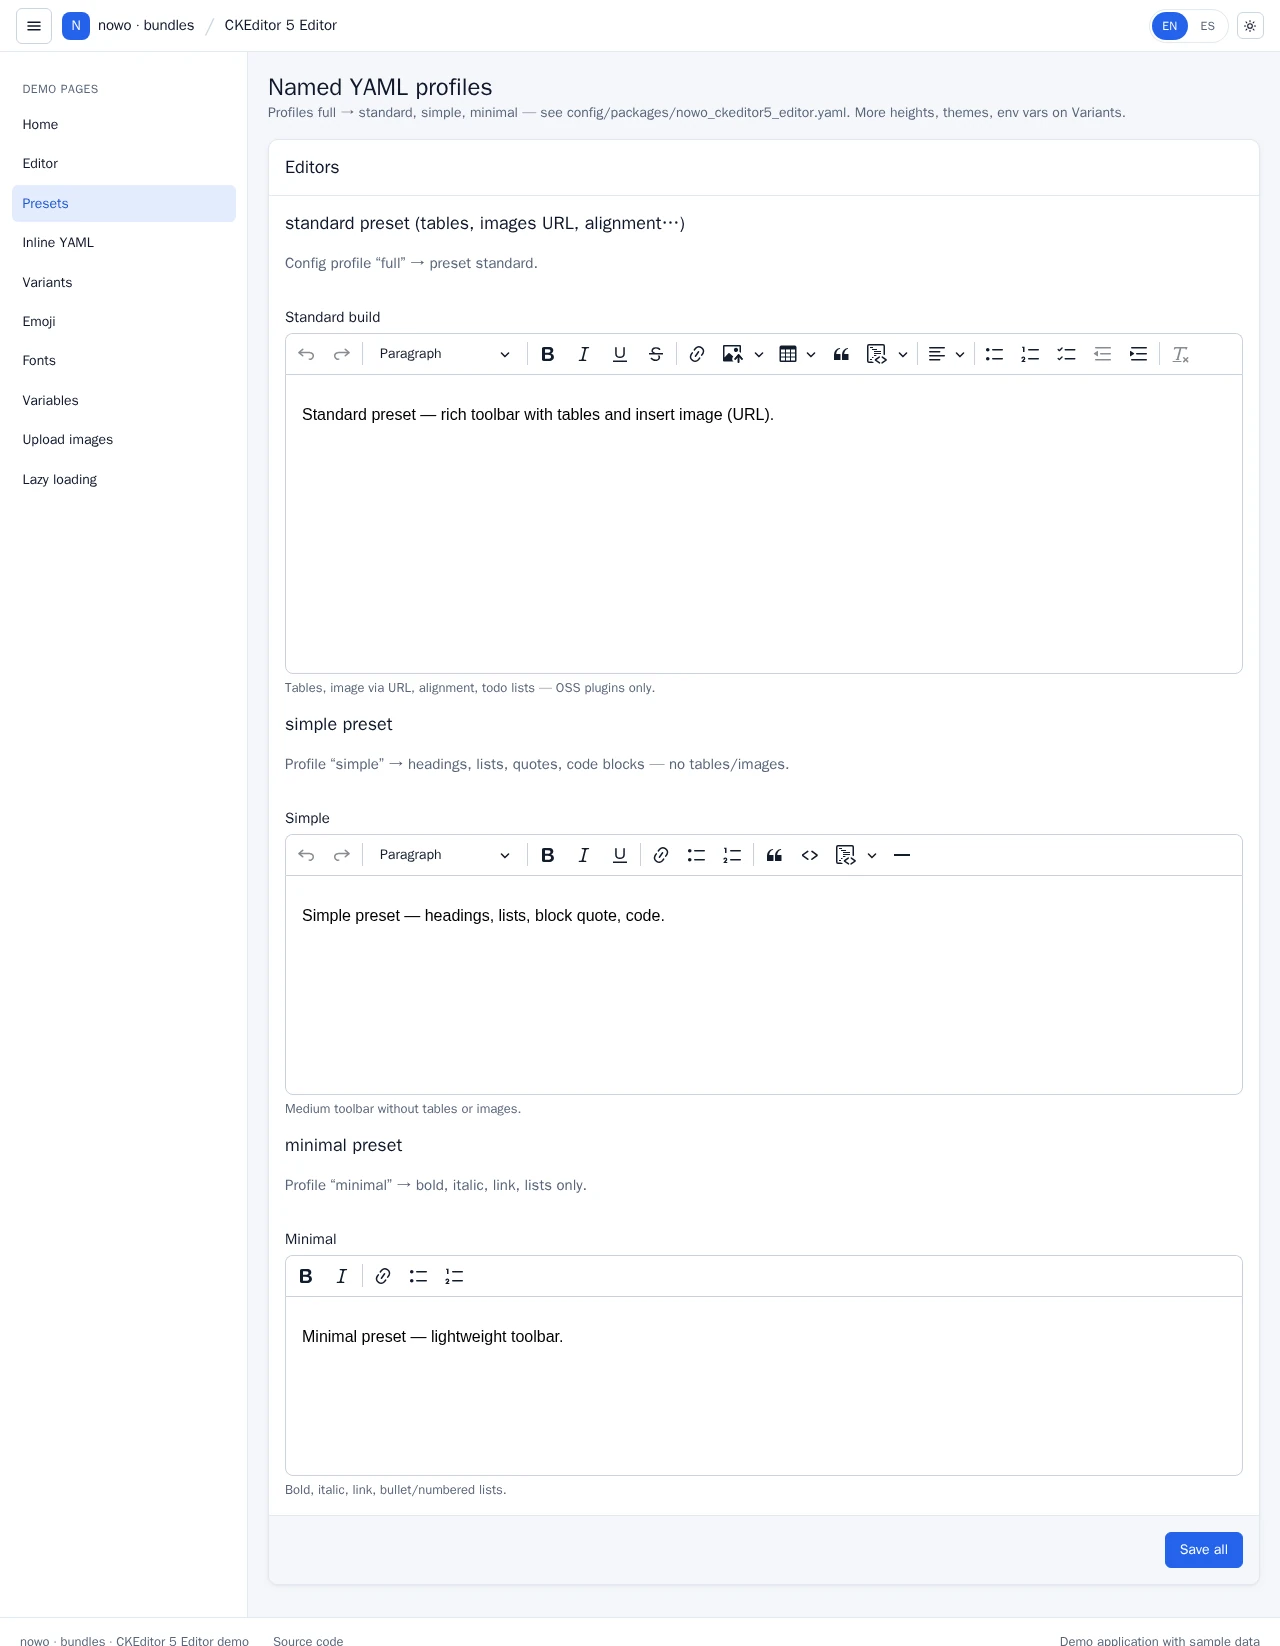 N nowo · bundles / CKEditor 5 Editor
EN ES
DEMO PAGES
Home
Editor
Presets
Inline YAML
Variants
Emoji
Fonts
Variables
Upload images
Lazy loading
Named YAML profiles
Profiles full → standard, simple, minimal — see config/packages/nowo_ckeditor5_editor.yaml. More heights, themes, env vars on Variants.
Editors
standard preset (tables, images URL, alignment…)
Config profile “full” → preset standard.
Standard build
Paragraph
Standard preset — rich toolbar with tables and insert image (URL).
Tables, image via URL, alignment, todo lists — OSS plugins only.
simple preset
Profile “simple” → headings, lists, quotes, code blocks — no tables/images.
Simple
Paragraph
Simple preset — headings, lists, block quote, code.
Medium toolbar without tables or images.
minimal preset
Profile “minimal” → bold, italic, link, lists only.
Minimal
Minimal preset — lightweight toolbar.
Bold, italic, link, bullet/numbered lists.
Save all
nowo · bundles · CKEditor 5 Editor demo Source code
Demo application with sample data